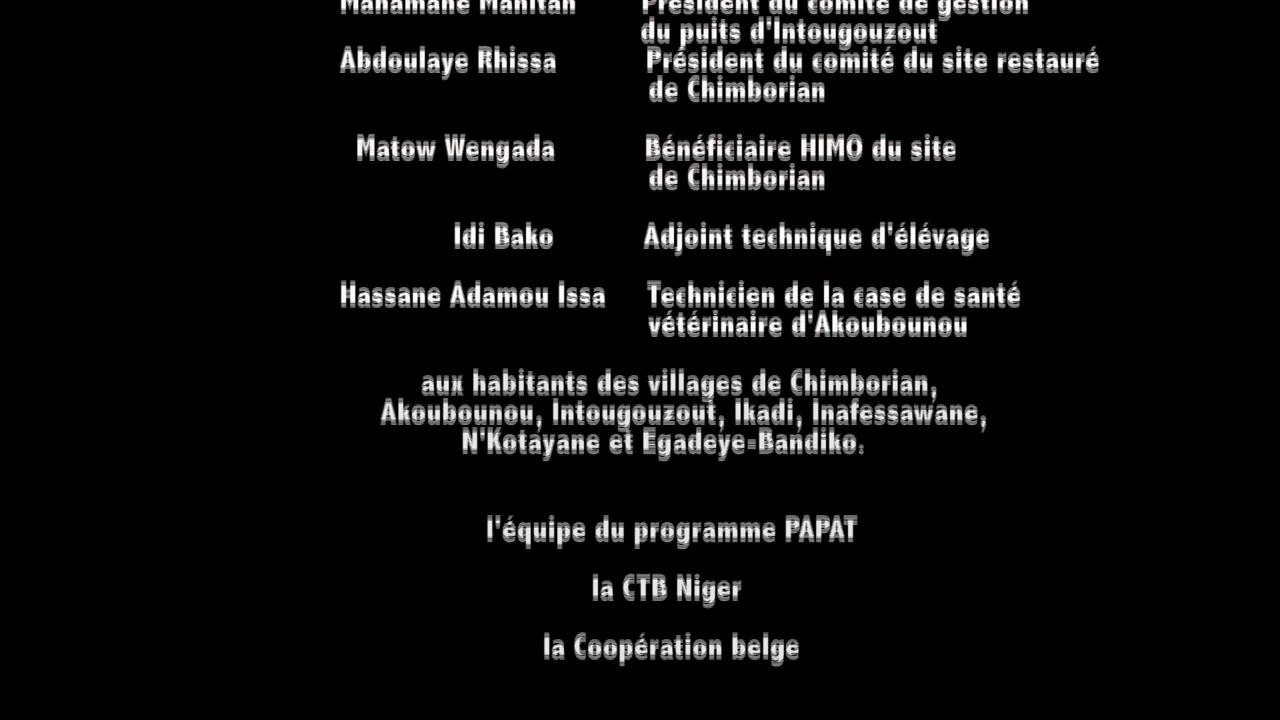 Mahamane Mahitan Président du comité de gestion
du puits d'Intougouzout
Abdoulaye Rhissa Président du comité du site restauré
de Chimborian
Matow Wengada Bénéficiaire HIMO du site
de Chimborian
Idi Bako Adjoint technique d'élévage
Hassane Adamou Issa Technicien de la case de santé
vétérinaire d'Akoubounou
aux habitants des villages de Chimborian,
Akoubounou, Intougouzout, Ikadi, Inafessawane,
N'Kotayane et Egadeye-Bandiko.
l'équipe du programme PAPAT
la CTB Niger
la Coopération belge